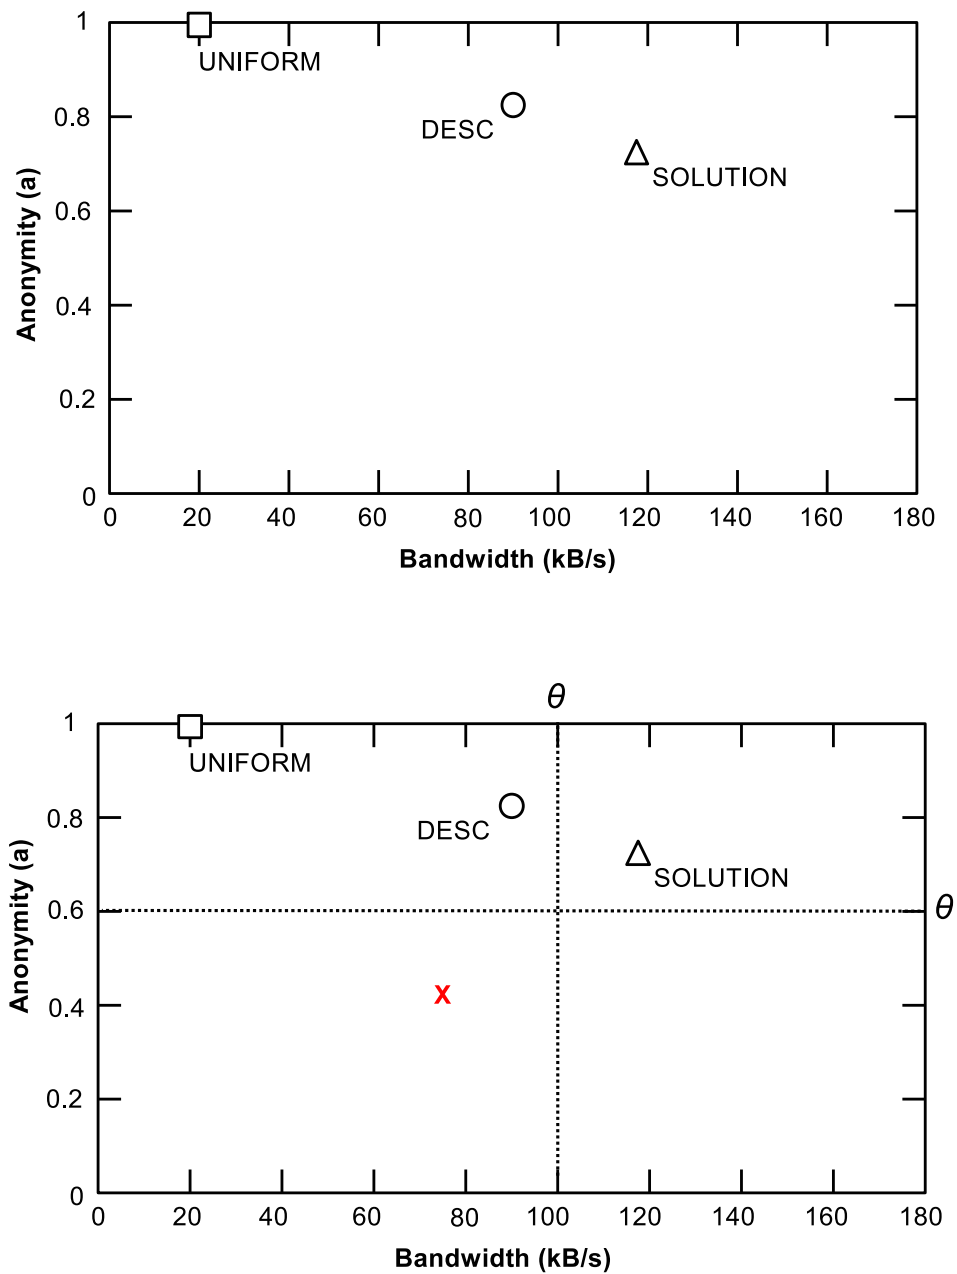 1
UNIFORM
0.8
DESC
SOLUTION
0.6
Anonymity (a)
0.4
0.2
0
0 20 40 60 80 100 120 140 160 180
Bandwidth (kB/s)
θ
1
UNIFORM
0.8
DESC
SOLUTION
0.6
θ
Anonymity (a)
x
0.4
0.2
0
0 20 40 60 80 100 120 140 160 180
Bandwidth (kB/s)